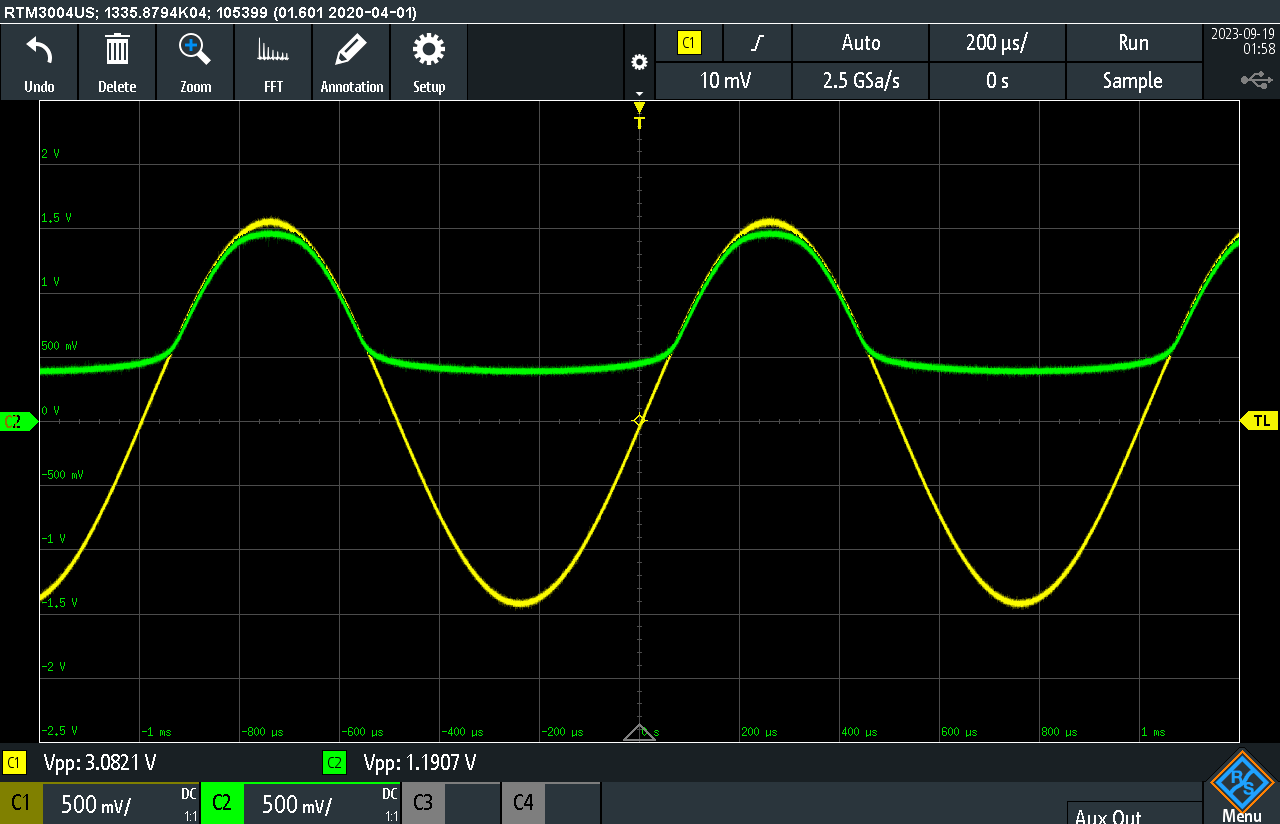 RTM3004US; 1335.8794K04; 105399 (01.601 2020-04-01)
Undo Delete Zoom FFT Annotation Setup
C1 Auto 200 µs/ Run 2023-09-19
01:58
10 mV 2.5 GSa/s 0 s Sample
T
2 V
1.5 V
1 V
500 mV
0 V
C2 TL
-500 mV
-1 V
-1.5 V
-2 V
-2.5 V -1 ms -800 µs -600 µs -400 µs -200 µs 0 s 200 µs 400 µs 600 µs 800 µs 1 ms
C1 Vpp: 3.0821 V C2 Vpp: 1.1907 V
C1 500 mV/ DC 1:1 C2 500 mV/ DC 1:1 C3 C4
R&S
Aux Out Menu